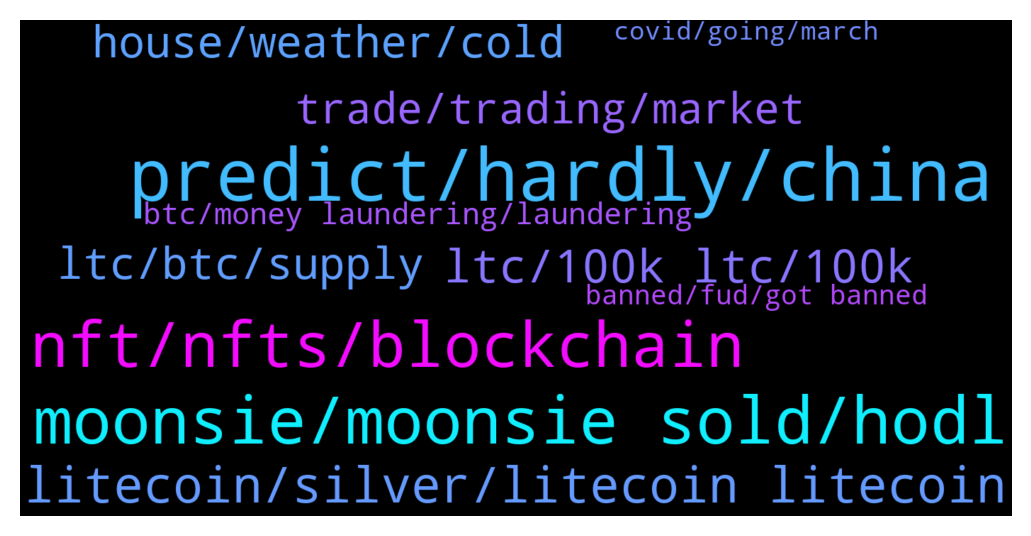 covid/going/march
house/weather/cold
trade/trading/market
predict/hardly/china
btc/money laundering/laundering
ltc/btc/supply
ltc/100k ltc/100k
banned/fud/got banned
nft/nfts/blockchain
moonsie/moonsie sold/hodl
litecoin/silver/litecoin litecoin